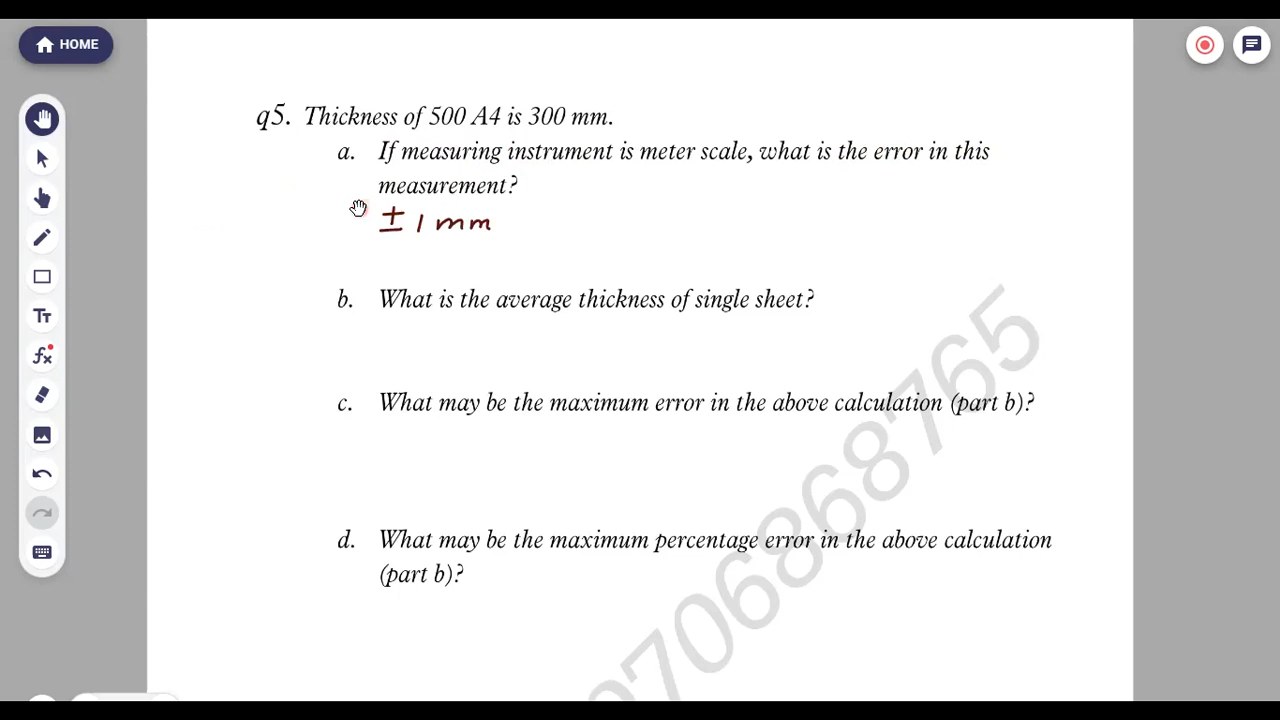 HOME
q5. Thickness of 500 A4 is 300 mm.
a. If measuring instrument is meter scale, what is the error in this
measurement?
± 1 mm
b. What is the average thickness of single sheet?
c. What may be the maximum error in the above calculation (part b)?
d. What may be the maximum percentage error in the above calculation
(part b)?
Tт
fx